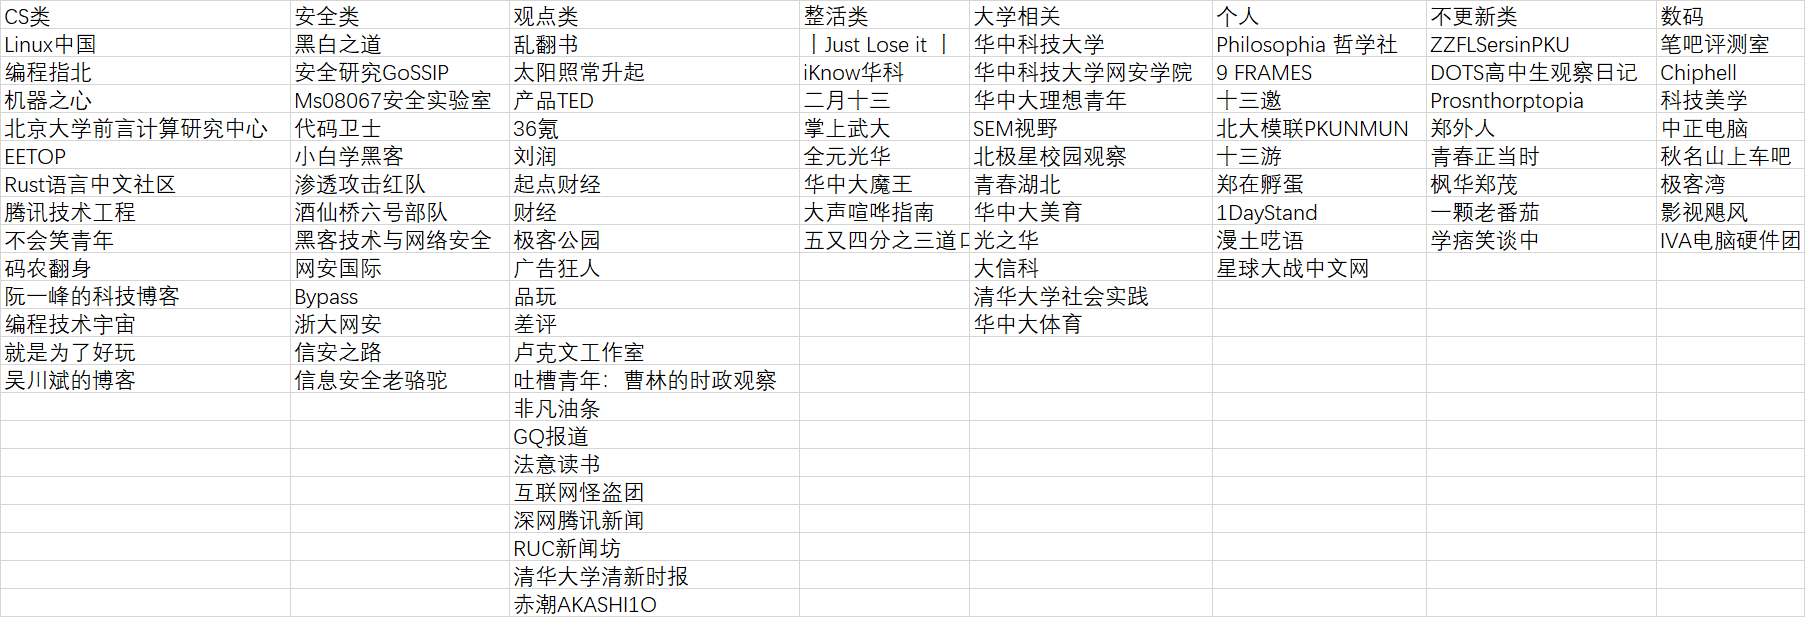 CS类 安全类 观点类 整活类 大学相关 个人 不更新类 数码
Linux中国 黑白之道 乱翻书 丨Just Lose it 丨 华中科技大学 Philosophia 哲学社 ZZFLSersinPKU 笔吧评测室
编程指北 安全研究GoSSIP 太阳照常升起 iKnow华科 华中科技大学网安学院 9 FRAMES DOTS高中生观察日记 Chiphell
机器之心 Ms08067安全实验室 产品TED 二月十三 华中大理想青年 十三邀 Prosnthorptopia 科技美学
北京大学前言计算研究中心 代码卫士 36氪 掌上武大 SEM视野 北大模联PKUNMUN 郑外人 中正电脑
EETOP 小白学黑客 刘润 全元光华 北极星校园观察 十三游 青春正当时 秋名山上车吧
Rust语言中文社区 渗透攻击红队 起点财经 华中大魔王 青春湖北 郑在孵蛋 枫华郑茂 极客湾
腾讯技术工程 酒仙桥六号部队 财经 大声喧哗指南 华中大美育 1DayStand 一颗老番茄 影视飓风
不会笑青年 黑客技术与网络安全 极客公园 五又四分之三道口 光之华 漫土呓语 学痞笑谈中 IVA电脑硬件团
码农翻身 网安国际 广告狂人 大信科 星球大战中文网
阮一峰的科技博客 Bypass 品玩 清华大学社会实践
编程技术宇宙 浙大网安 差评 华中大体育
就是为了好玩 信安之路 卢克文工作室
吴川斌的博客 信息安全老骆驼 吐槽青年：曹林的时政观察
非凡油条
GQ报道
法意读书
互联网怪盗团
深网腾讯新闻
RUC新闻坊
清华大学清新时报
赤潮AKASHI1O